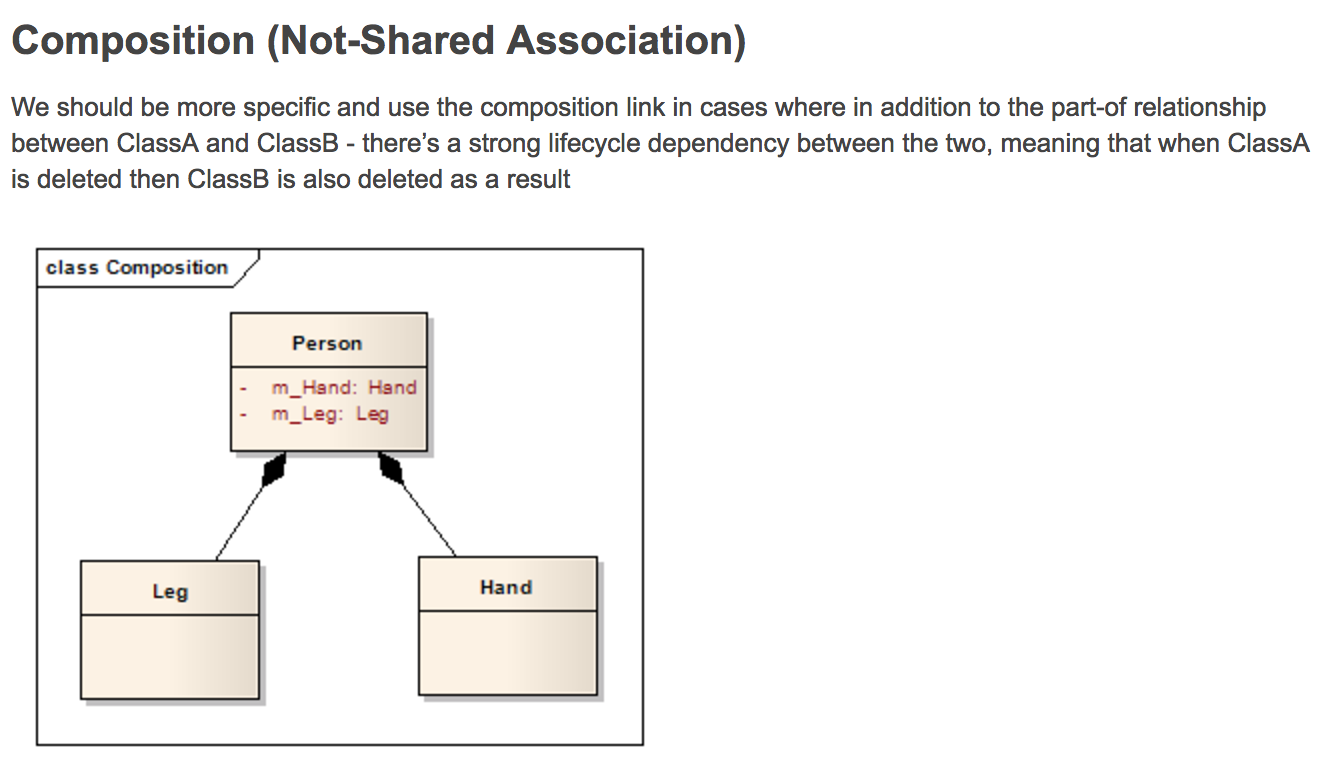 Composition (Not-Shared Association)
We should be more specific and use the composition link in cases where in addition to the part-of relationship
between ClassA and ClassB - there’s a strong lifecycle dependency between the two, meaning that when ClassA
is deleted then ClassB is also deleted as a result
class Composition
Person
- m_Hand: Hand
- m_Leg: Leg
Leg
Hand